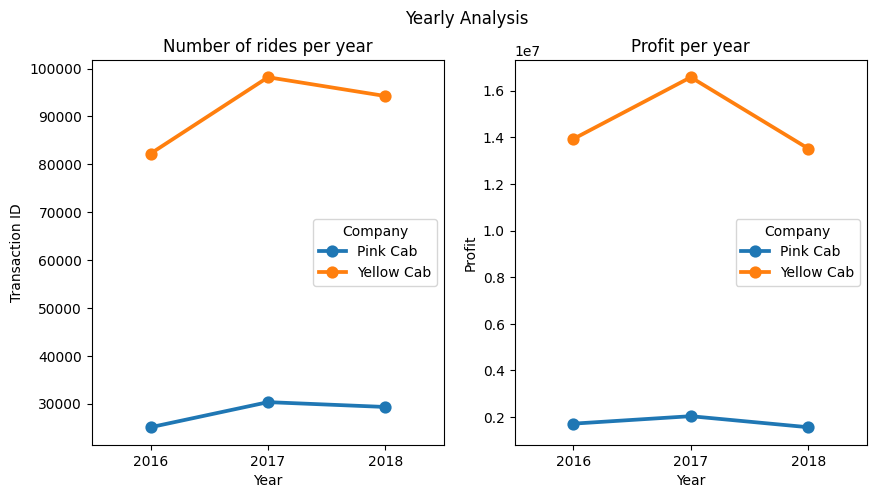 Yearly Analysis
Number of rides per year
100000
90000
80000
70000
60000
50000
40000
30000
Transaction ID
2016 2017 2018
Year
Company
Pink Cab
Yellow Cab
Profit per year
1e7
1.6
1.4
1.2
1.0
0.8
0.6
0.4
0.2
Profit
2016 2017 2018
Year
Company
Pink Cab
Yellow Cab